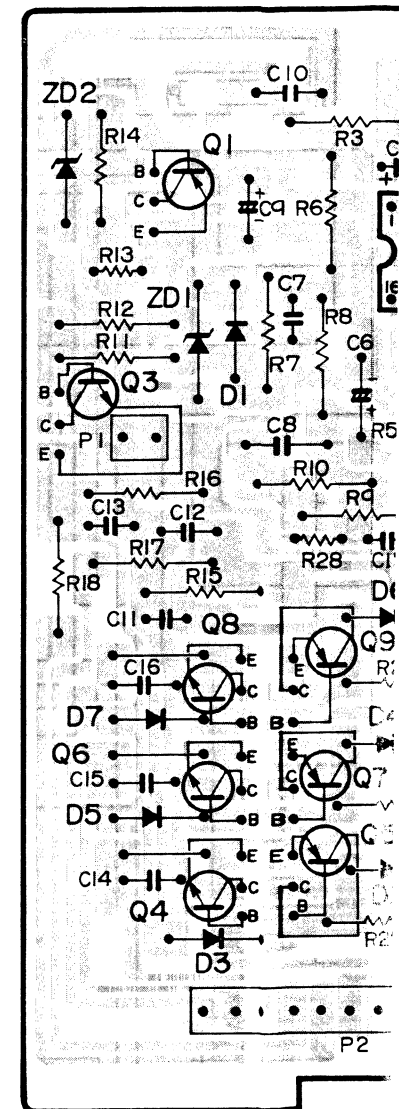 C10
ZD2
R14
Q1
R3
B
C
+
C
R6
C9
+
E
R13
16
ZD1
C7
R12
R8
R11
R7
C6
Q3
D1
B
+
C
P1
C8
R5
E
R16
R10
C13
C12
R9
R17
R28
R18
R15
C11
Q8
Q9
C16
E
E
C
C
D7
B
B
Q6
E
E
C15
C
C
Q7
D5
B
B
E
E
C14
C
C
Q4
B
B
D3
P2